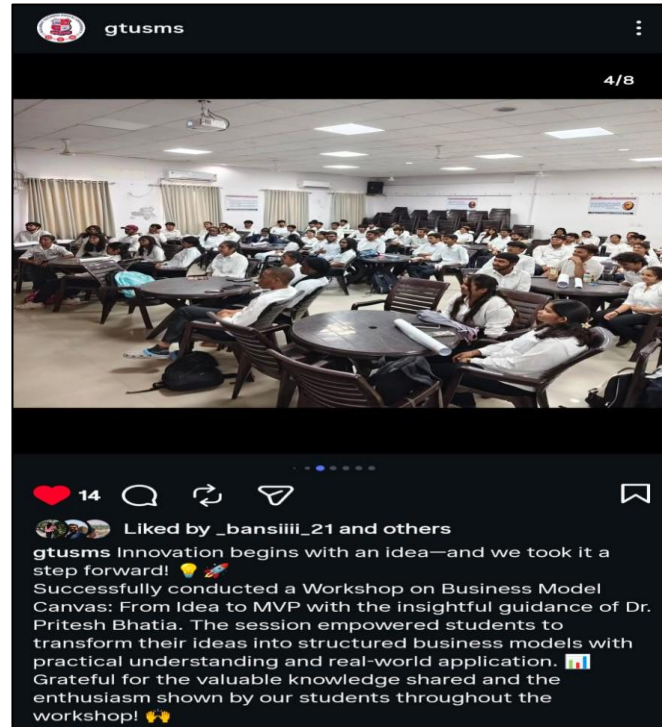 gtusms
4/8
14
Liked by _bansiiii_21 and others
gtusms Innovation begins with an idea—and we took it a
step forward! 💡🚀
Successfully conducted a Workshop on Business Model
Canvas: From Idea to MVP with the insightful guidance of Dr.
Pritesh Bhatia. The session empowered students to
transform their ideas into structured business models with
practical understanding and real-world application. 📊
Grateful for the valuable knowledge shared and the
enthusiasm shown by our students throughout the
workshop! 🙌